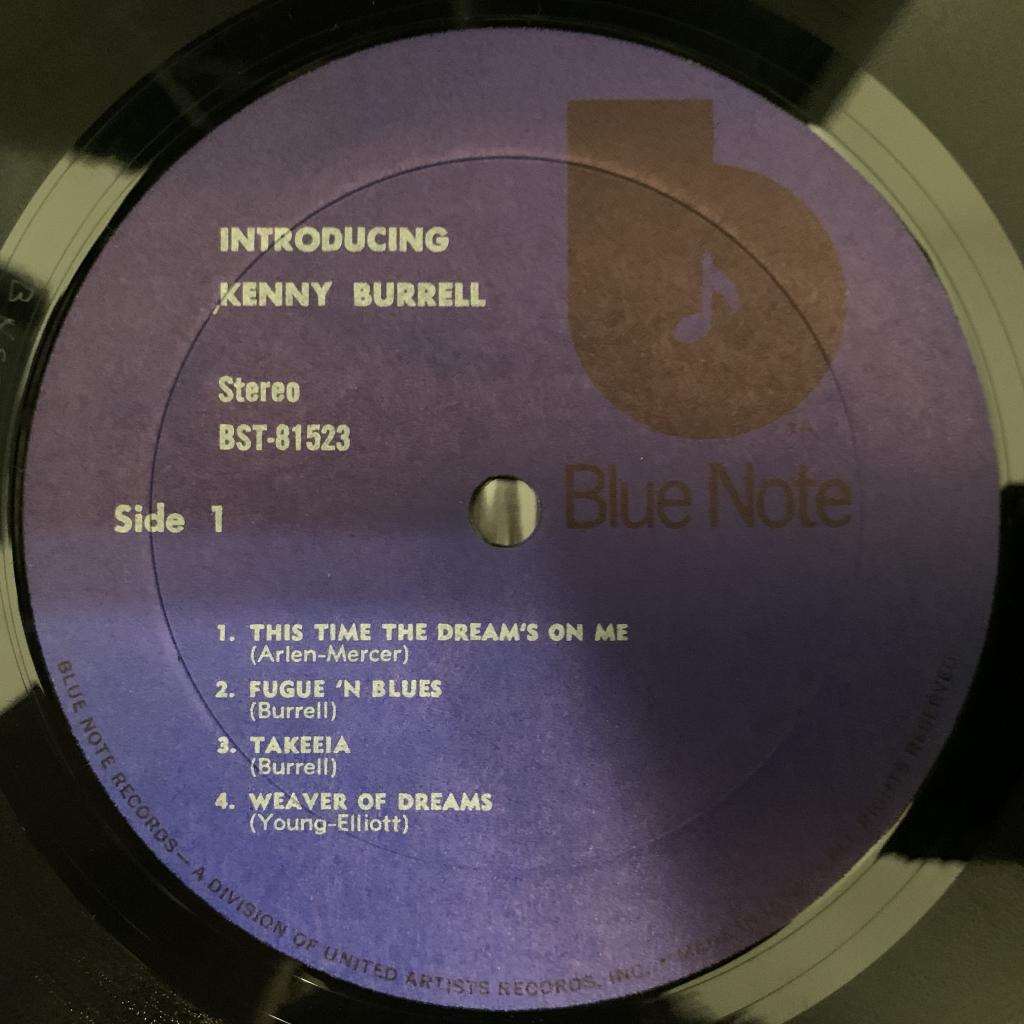 INTRODUCING
KENNY BURRELL
Stereo
BST-81523
Side 1
Blue Note
1. THIS TIME THE DREAM'S ON ME
(Arlen-Mercer)
2. FUGUE 'N BLUES
(Burrell)
3. TAKEEIA
(Burrell)
4. WEAVER OF DREAMS
(Young-Elliott)
BLUE NOTE RECORDS—A DIVISION OF UNITED ARTISTS RECORDS, INC. • RIGHTS RESERVED